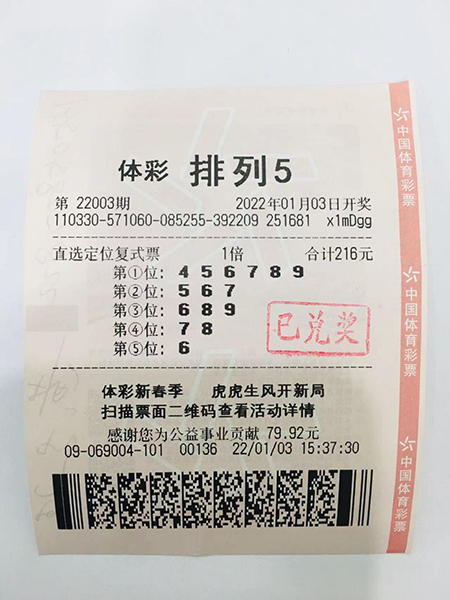 体彩 排列5
第 22003期 2022年01月03日开奖
110330-571060-085255-392209 251681 x1mDgg
直选定位复式票 1倍 合计216元
第①位: 4 5 6 7 8 9
第②位: 5 6 7
第③位: 6 8 9
第④位: 7 8
第⑤位: 6
已兑奖
体彩新春季 虎虎生风开新局
扫描票面二维码查看活动详情
感谢您为公益事业贡献 79.92元
09-069004-101 00136 22/01/03 15:37:30
中国体育彩票
中国体育彩票
中国体育彩票